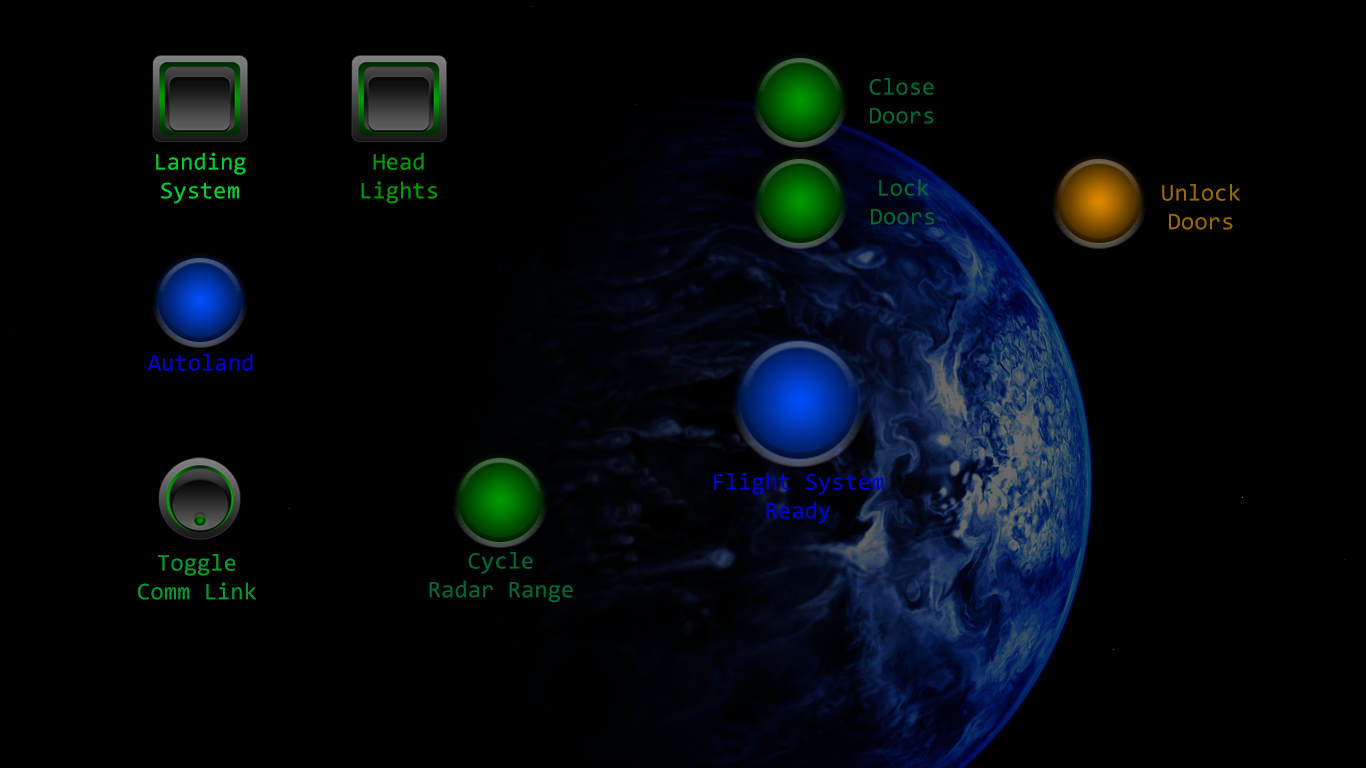 Landing
System
Head
Lights
Close
Doors
Lock
Doors
Unlock
Doors
Autoland
Flight System
Ready
Toggle
Comm Link
Cycle
Radar Range